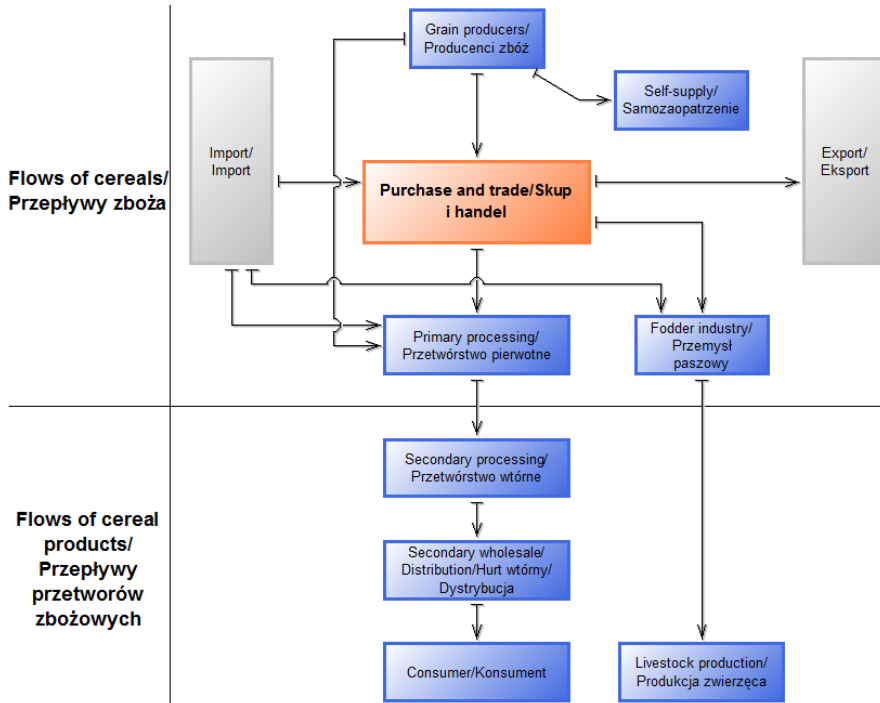 Grain producers/
Producenci zbóż
Self-supply/
Samozaopatrzenie
Import/
Import
Export/
Eksport
Flows of cereals/
Przepływy zboża
Purchase and trade/Skup
i handel
Primary processing/
Przetwórstwo pierwotne
Fodder industry/
Przemysł
paszowy
Secondary processing/
Przetwórstwo wtórne
Flows of cereal
products/
Przepływy
przetworów
zbożowych
Secondary wholesale/
Distribution/Hurt wtórny/
Dystrybucja
Consumer/Konsument
Livestock production/
Produkcja zwierzęca